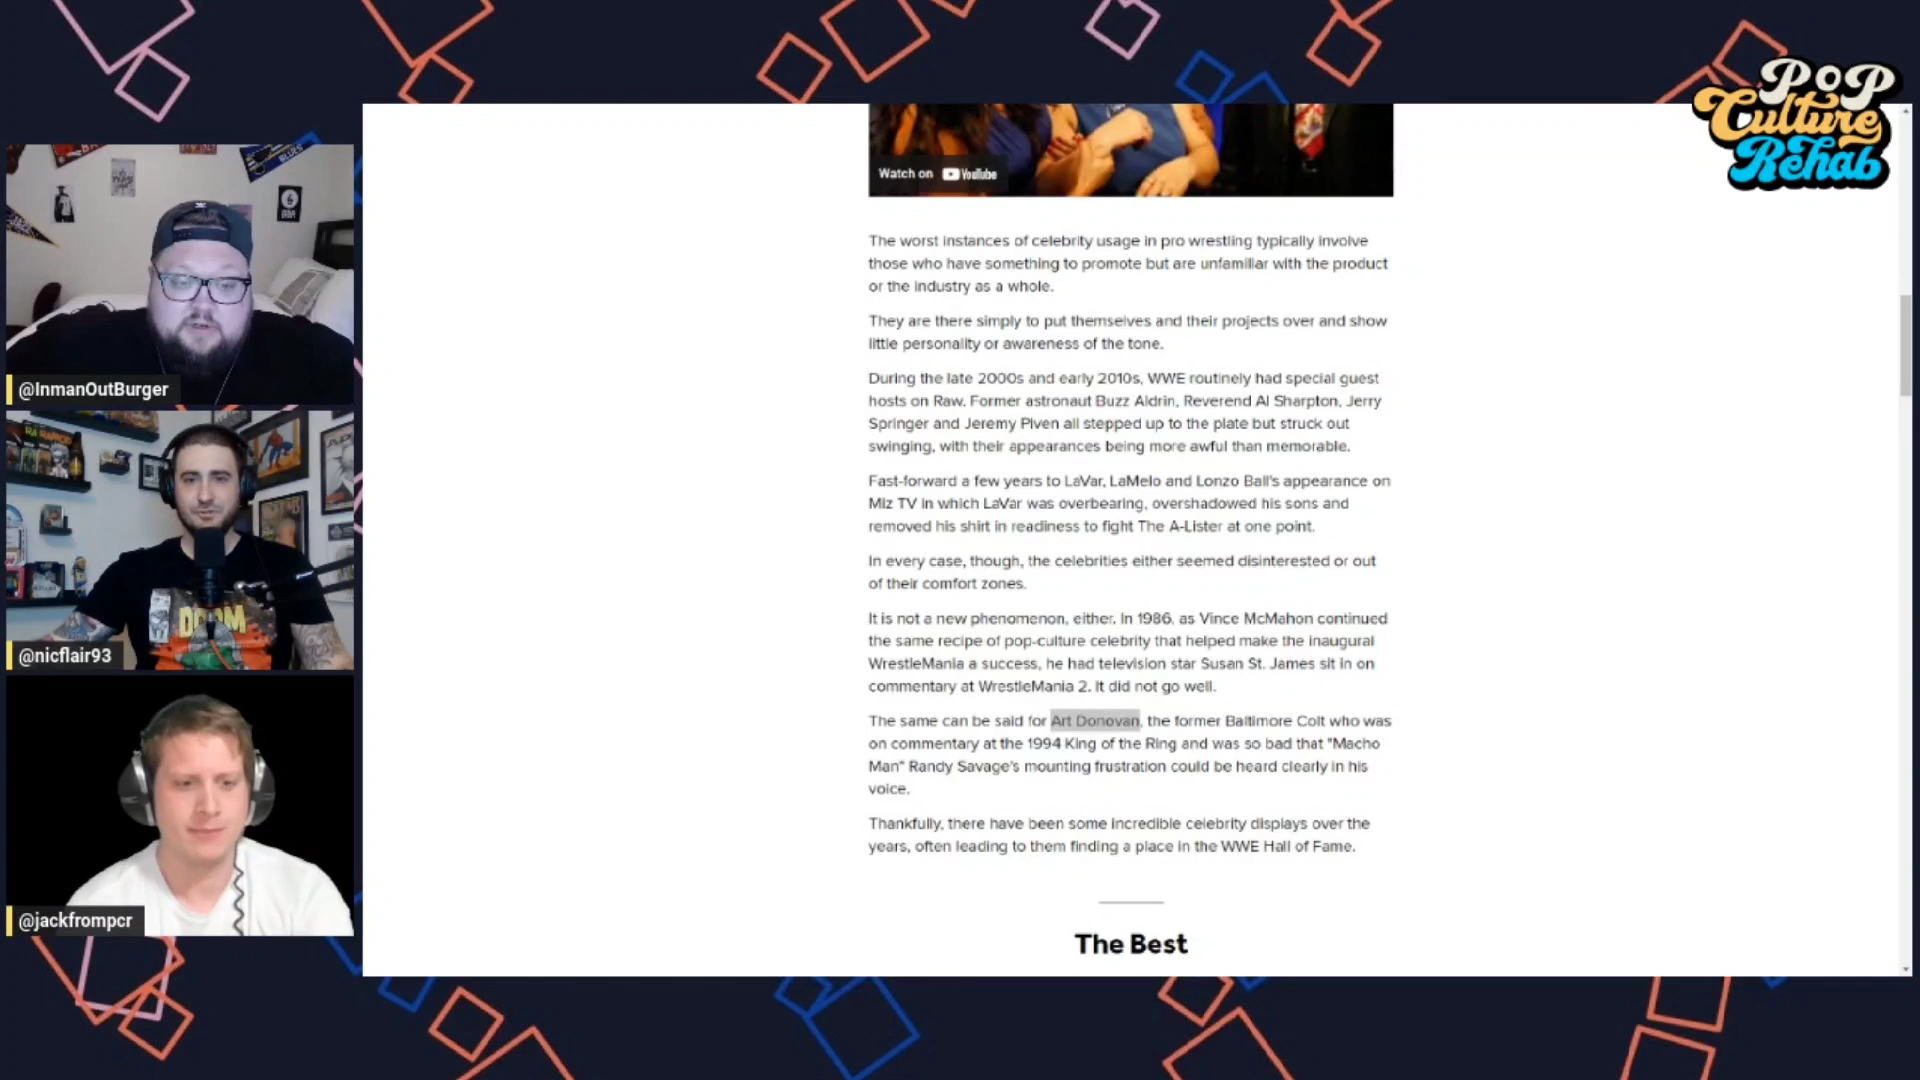 POP
Culture
Rehab
Watch on YouTube
The worst instances of celebrity usage in pro wrestling typically involve
those who have something to promote but are unfamiliar with the product
or the industry as a whole.
They are there simply to put themselves and their projects over and show
little personality or awareness of the tone.
During the late 2000s and early 2010s, WWE routinely had special guest
hosts on Raw. Former astronaut Buzz Aldrin, Reverend Al Sharpton, Jerry
Springer and Jeremy Piven all stepped up to the plate but struck out
swinging, with their appearances being more awful than memorable.
Fast-forward a few years to LaVar, LaMelo and Lonzo Ball's appearance on
Miz TV in which LaVar was overbearing, overshadowed his sons and
removed his shirt in readiness to fight The A-Lister at one point.
In every case, though, the celebrities either seemed disinterested or out
of their comfort zones.
It is not a new phenomenon, either. In 1986, as Vince McMahon continued
the same recipe of pop-culture celebrity that helped make the inaugural
WrestleMania a success, he had television star Susan St. James sit in on
commentary at WrestleMania 2. It did not go well.
The same can be said for Art Donovan, the former Baltimore Colt who was
on commentary at the 1994 King of the Ring and was so bad that "Macho
Man" Randy Savage's mounting frustration could be heard clearly in his
voice.
Thankfully, there have been some incredible celebrity displays over the
years, often leading to them finding a place in the WWE Hall of Fame.
The Best
BLUES
@InmanOutBurger
DOOM
@nicflair93
@jackfrompcr